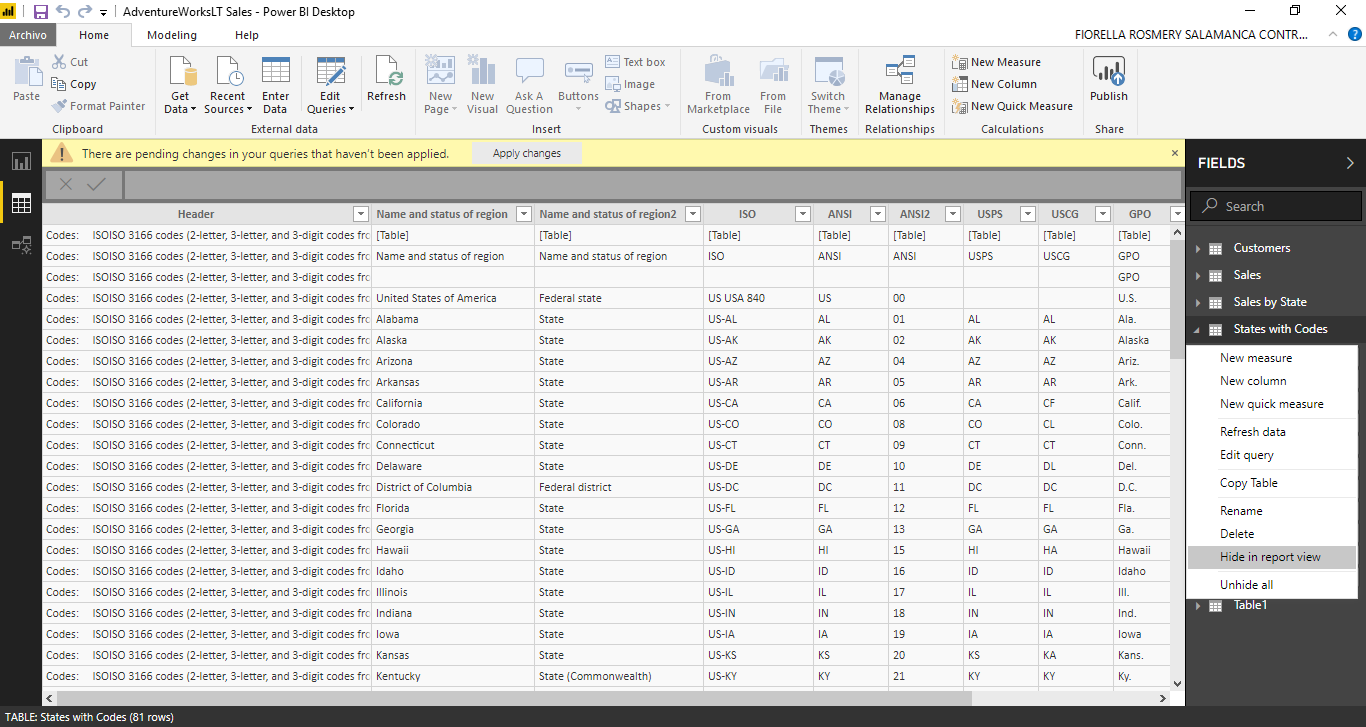 AdventureWorksLT Sales - Power BI Desktop
Archivo Home Modeling Help FIORELLA ROSMERY SALAMANCA CONTR... ?
Paste Cut Copy Format Painter
Get Data Recent Sources Enter Data Edit Queries Refresh
New Page New Visual Ask A Question Buttons Text box Image Shapes
From Marketplace From File Switch Theme Manage Relationships
New Measure New Column New Quick Measure Publish
Clipboard External data Insert Custom visuals Themes Relationships Calculations Share
There are pending changes in your queries that haven't been applied. Apply changes
Header Name and status of region Name and status of region2 ISO ANSI ANSI2 USPS USCG GPO
Codes: ISOISO 3166 codes (2-letter, 3-letter, and 3-digit codes frc [Table] [Table] [Table] [Table] [Table] [Table] [Table] [Table]
Codes: ISOISO 3166 codes (2-letter, 3-letter, and 3-digit codes frc Name and status of region Name and status of region ISO ANSI ANSI USPS USCG GPO
Codes: ISOISO 3166 codes (2-letter, 3-letter, and 3-digit codes frc GPO
Codes: ISOISO 3166 codes (2-letter, 3-letter, and 3-digit codes frc United States of America Federal state US USA 840 US 00 U.S.
Codes: ISOISO 3166 codes (2-letter, 3-letter, and 3-digit codes frc Alabama State US-AL AL 01 AL AL Ala.
Codes: ISOISO 3166 codes (2-letter, 3-letter, and 3-digit codes frc Alaska State US-AK AK 02 AK AK Alaska
Codes: ISOISO 3166 codes (2-letter, 3-letter, and 3-digit codes frc Arizona State US-AZ AZ 04 AZ AZ Ariz.
Codes: ISOISO 3166 codes (2-letter, 3-letter, and 3-digit codes frc Arkansas State US-AR AR 05 AR AR Ark.
Codes: ISOISO 3166 codes (2-letter, 3-letter, and 3-digit codes frc California State US-CA CA 06 CA CF Calif.
Codes: ISOISO 3166 codes (2-letter, 3-letter, and 3-digit codes frc Colorado State US-CO CO 08 CO CL Colo.
Codes: ISOISO 3166 codes (2-letter, 3-letter, and 3-digit codes frc Connecticut State US-CT CT 09 CT CT Conn.
Codes: ISOISO 3166 codes (2-letter, 3-letter, and 3-digit codes frc Delaware State US-DE DE 10 DE DL Del.
Codes: ISOISO 3166 codes (2-letter, 3-letter, and 3-digit codes frc District of Columbia Federal district US-DC DC 11 DC DC D.C.
Codes: ISOISO 3166 codes (2-letter, 3-letter, and 3-digit codes frc Florida State US-FL FL 12 FL FL Fla.
Codes: ISOISO 3166 codes (2-letter, 3-letter, and 3-digit codes frc Georgia State US-GA GA 13 GA GA Ga.
Codes: ISOISO 3166 codes (2-letter, 3-letter, and 3-digit codes frc Hawaii State US-HI HI 15 HI HA Hawaii
Codes: ISOISO 3166 codes (2-letter, 3-letter, and 3-digit codes frc Idaho State US-ID ID 16 ID ID Idaho
Codes: ISOISO 3166 codes (2-letter, 3-letter, and 3-digit codes frc Illinois State US-IL IL 17 IL IL Ill.
Codes: ISOISO 3166 codes (2-letter, 3-letter, and 3-digit codes frc Indiana State US-IN IN 18 IN IN Ind.
Codes: ISOISO 3166 codes (2-letter, 3-letter, and 3-digit codes frc Iowa State US-IA IA 19 IA IA Iowa
Codes: ISOISO 3166 codes (2-letter, 3-letter, and 3-digit codes frc Kansas State US-KS KS 20 KS KA Kans.
Codes: ISOISO 3166 codes (2-letter, 3-letter, and 3-digit codes frc Kentucky State (Commonwealth) US-KY KY 21 KY KY Ky.
FIELDS
Search
Customers
Sales
Sales by State
States with Codes
New measure
New column
New quick measure
Refresh data
Edit query
Copy Table
Rename
Delete
Hide in report view
Unhide all
Table1
TABLE: States with Codes (81 rows)